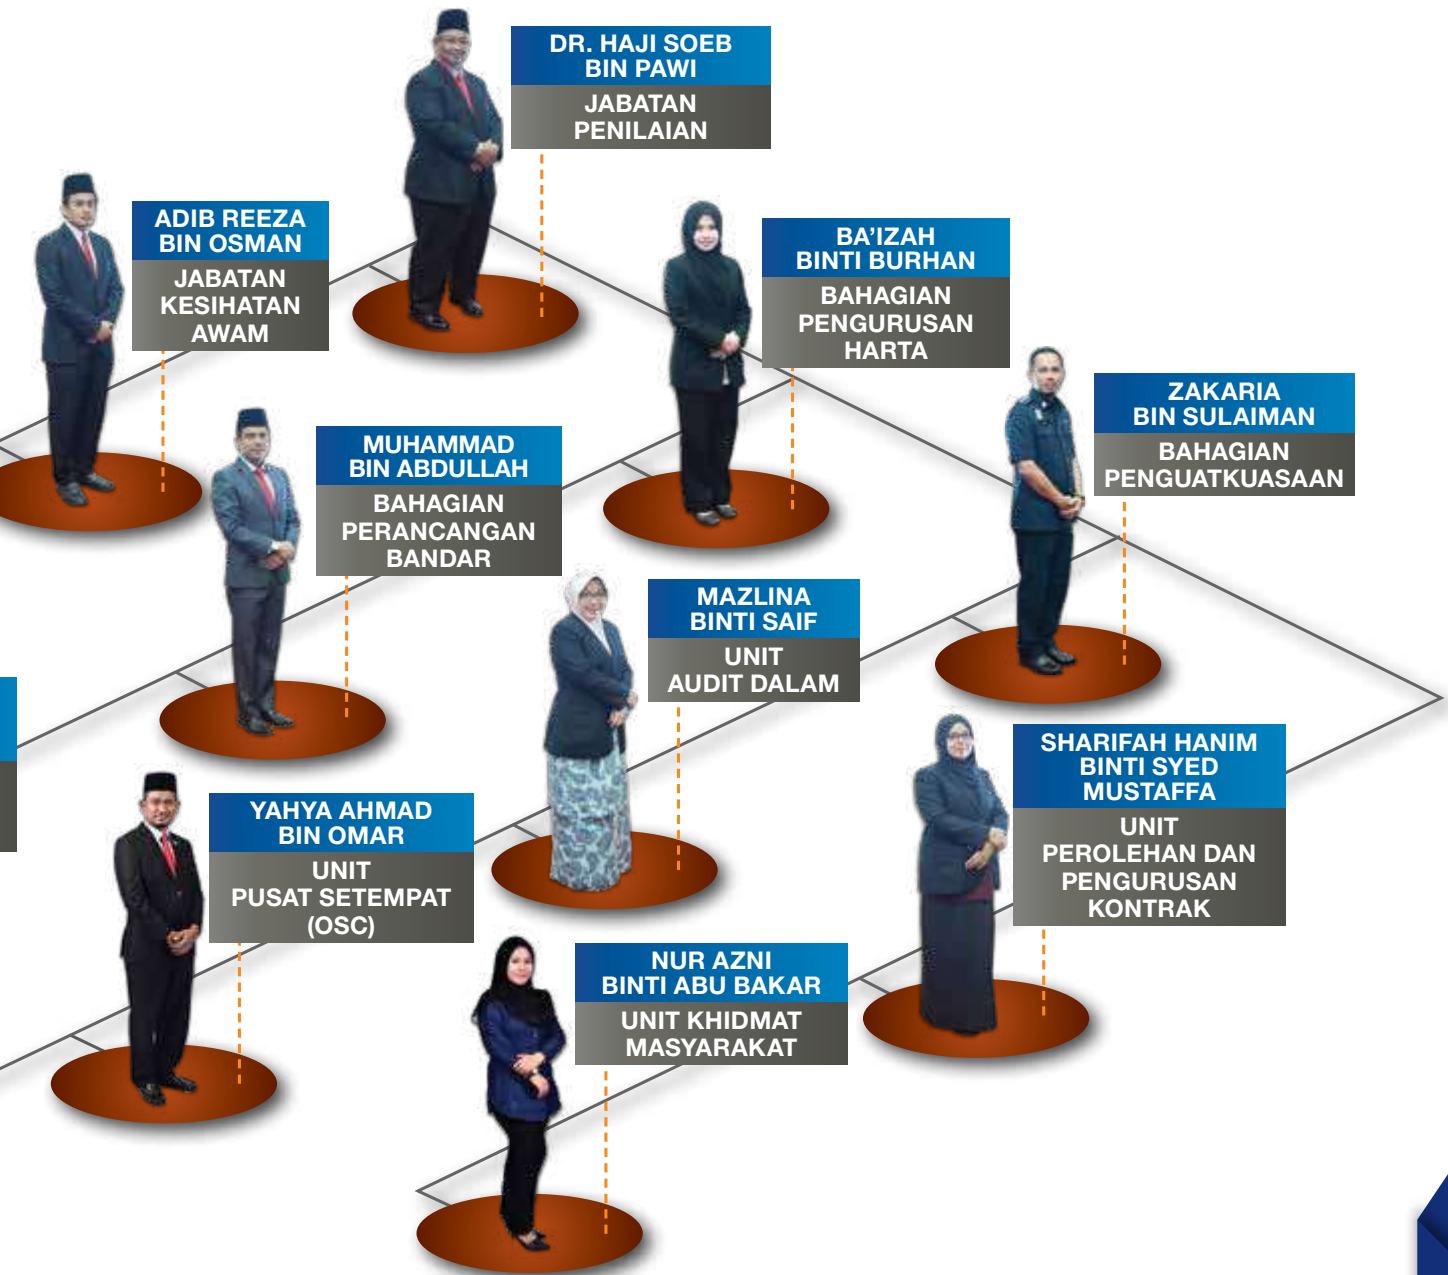 DR. HAJI SOEB
BIN PAWI
JABATAN
PENILAIAN
ADIB REEZA
BIN OSMAN
JABATAN
KESIHATAN
AWAM
BA'IZAH
BINTI BURHAN
BAHAGIAN
PENGURUSAN
HARTA
ZAKARIA
BIN SULAIMAN
BAHAGIAN
PENGUATKUASAAN
MUHAMMAD
BIN ABDULLAH
BAHAGIAN
PERANCANGAN
BANDAR
MAZLINA
BINTI SAIF
UNIT
AUDIT DALAM
SHARIFAH HANIM
BINTI SYED
MUSTAFFA
UNIT
PEROLEHAN DAN
PENGURUSAN
KONTRAK
YAHYA AHMAD
BIN OMAR
UNIT
PUSAT SETEMPAT
(OSC)
NUR AZNI
BINTI ABU BAKAR
UNIT KHIDMAT
MASYARAKAT